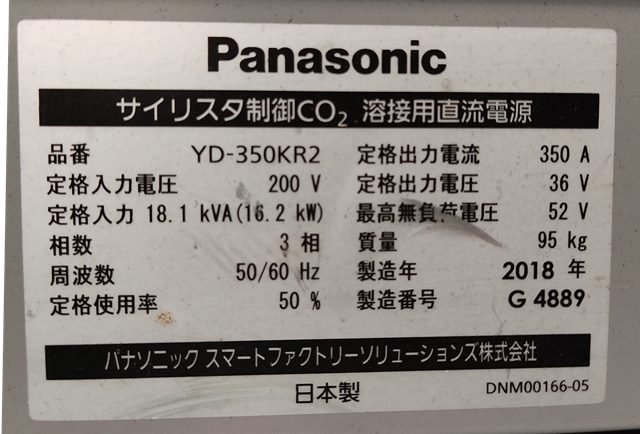 Panasonic
サイリスタ制御CO₂ 溶接用直流電源
品番 YD-350KR2 定格出力電流 350 A
定格入力電圧 200 V 定格出力電圧 36 V
定格入力 18.1 kVA(16.2 kW) 最高無負荷電圧 52 V
相数 3 相 質量 95 kg
周波数 50/60 Hz 製造年 2018 年
定格使用率 50 % 製造番号 G 4889
パナソニック スマートファクトリーソリューションズ株式会社
日本製 DNM00166-05